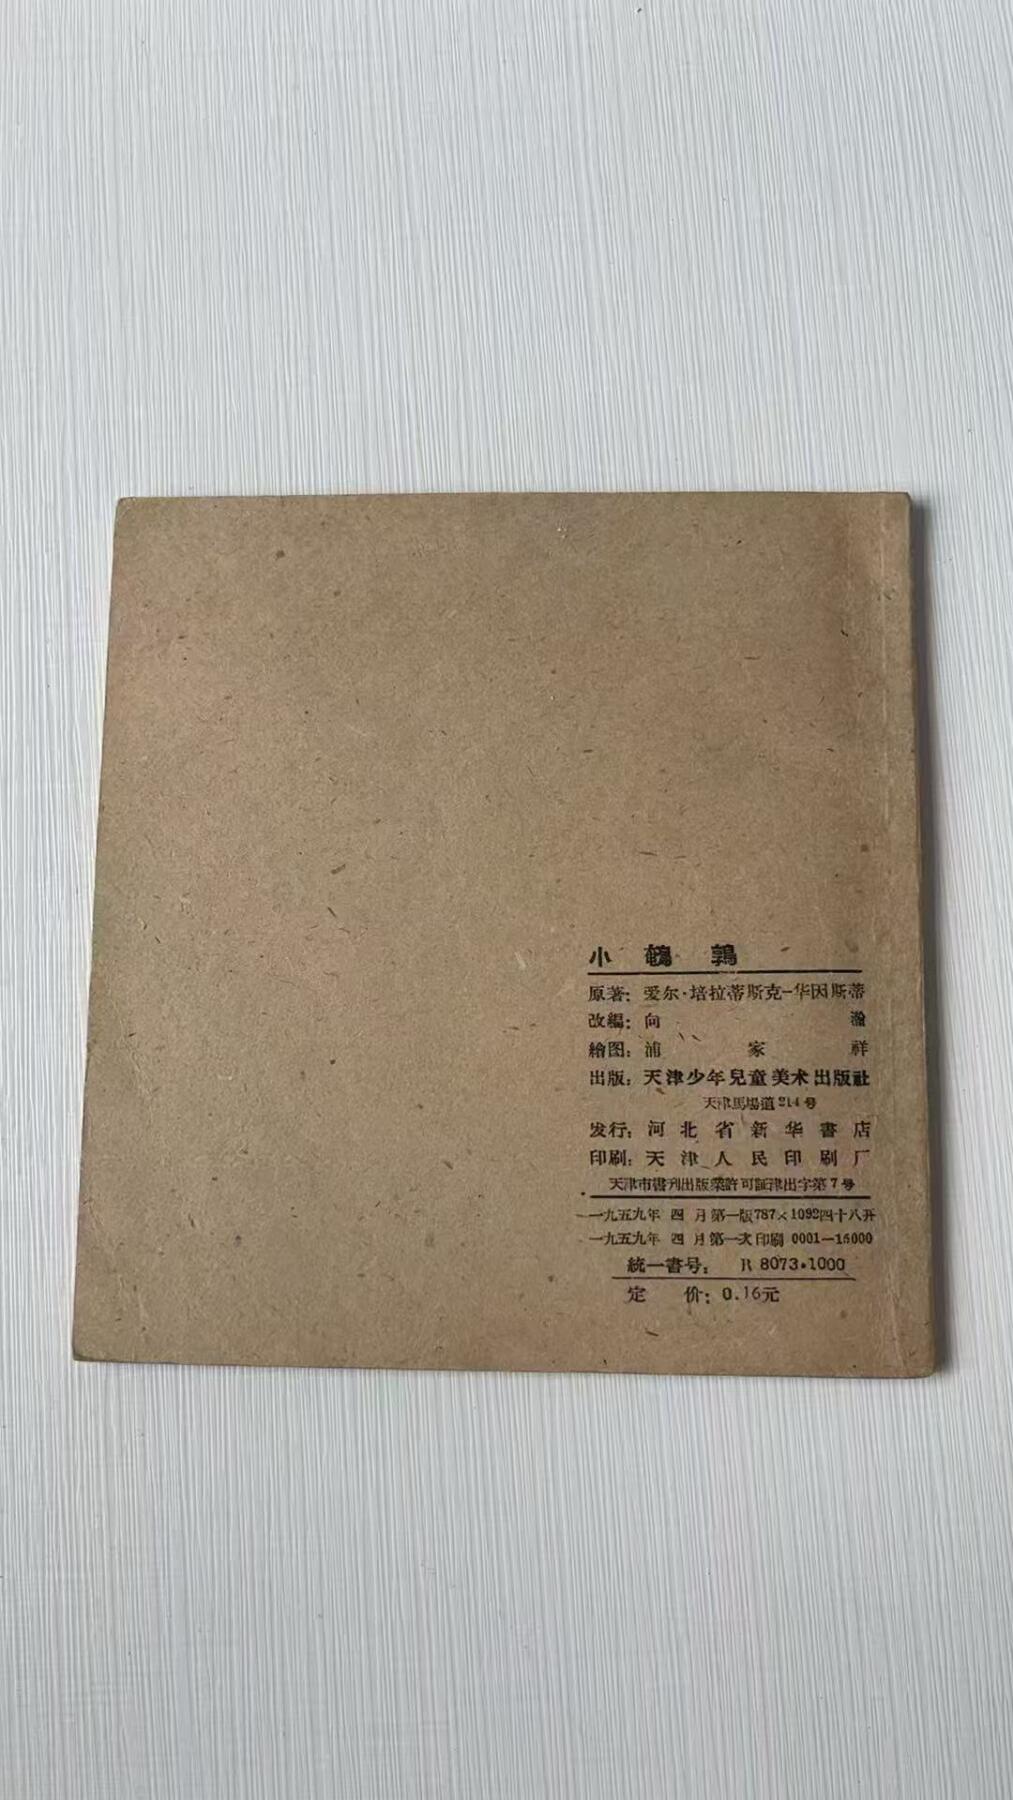 小鵪鶉
原著：爱尔·培拉蒂斯克-华因斯蒂
改編：向瀚
繪图：浦家祥
出版：天津少年兒童美术出版社
天津馬場道214号
发行：河北省新华書店
印刷：天津人民印刷厂
天津市書刊出版業許可証津出字第7号
一九五九年四月第一版787×1092四十八开
一九五九年四月第一次印刷0001—15000
統一書号：R 8073·1000
定价：0.16元